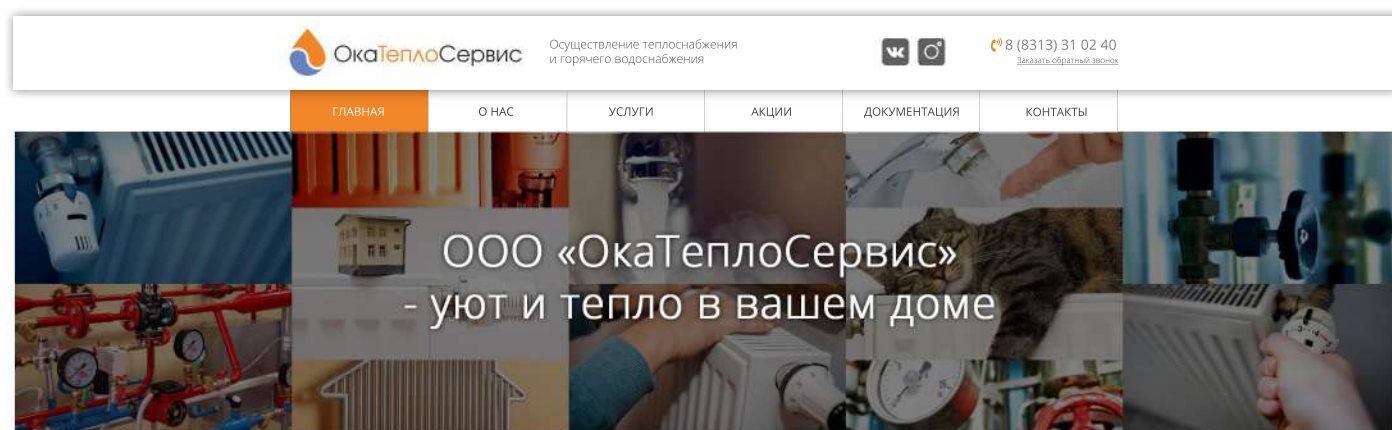 ОкаТеплоСервис
Осуществление теплоснабжения
и горячего водоснабжения
8 (8313) 31 02 40
Заказать обратный звонок
ГЛАВНАЯ
О НАС
УСЛУГИ
АКЦИИ
ДОКУМЕНТАЦИЯ
КОНТАКТЫ
ООО «ОкаТеплоСервис»
- уют и тепло в вашем доме